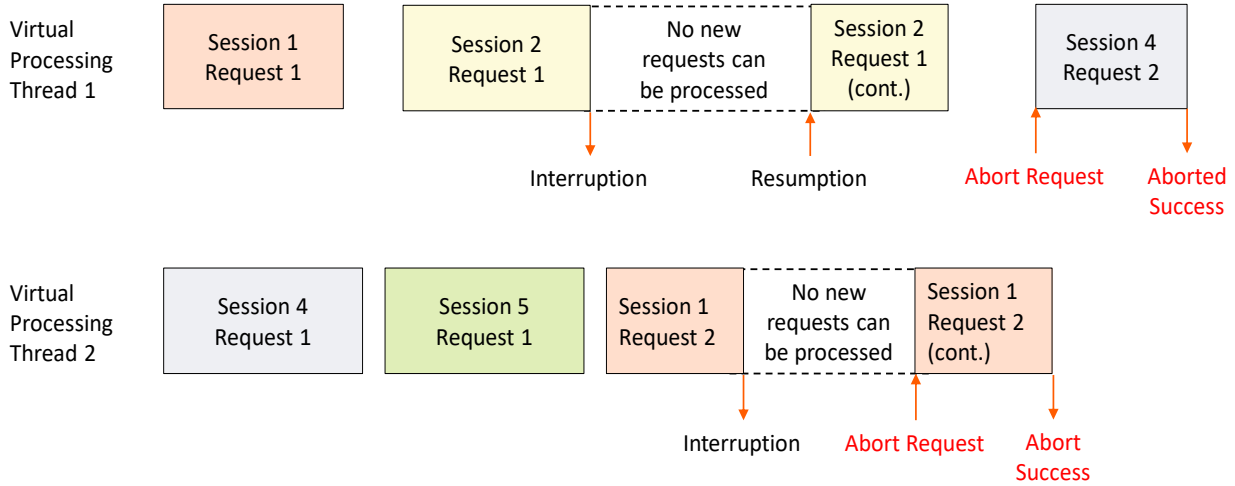 Virtual
Processing
Thread 1
Session 1
Request 1
Session 2
Request 1
No new
requests can
be processed
Session 2
Request 1
(cont.)
Session 4
Request 2
Interruption
Resumption
Abort Request
Aborted
Success
Virtual
Processing
Thread 2
Session 4
Request 1
Session 5
Request 1
Session 1
Request 2
No new
requests can
be processed
Session 1
Request 2
(cont.)
Interruption
Abort Request
Abort
Success